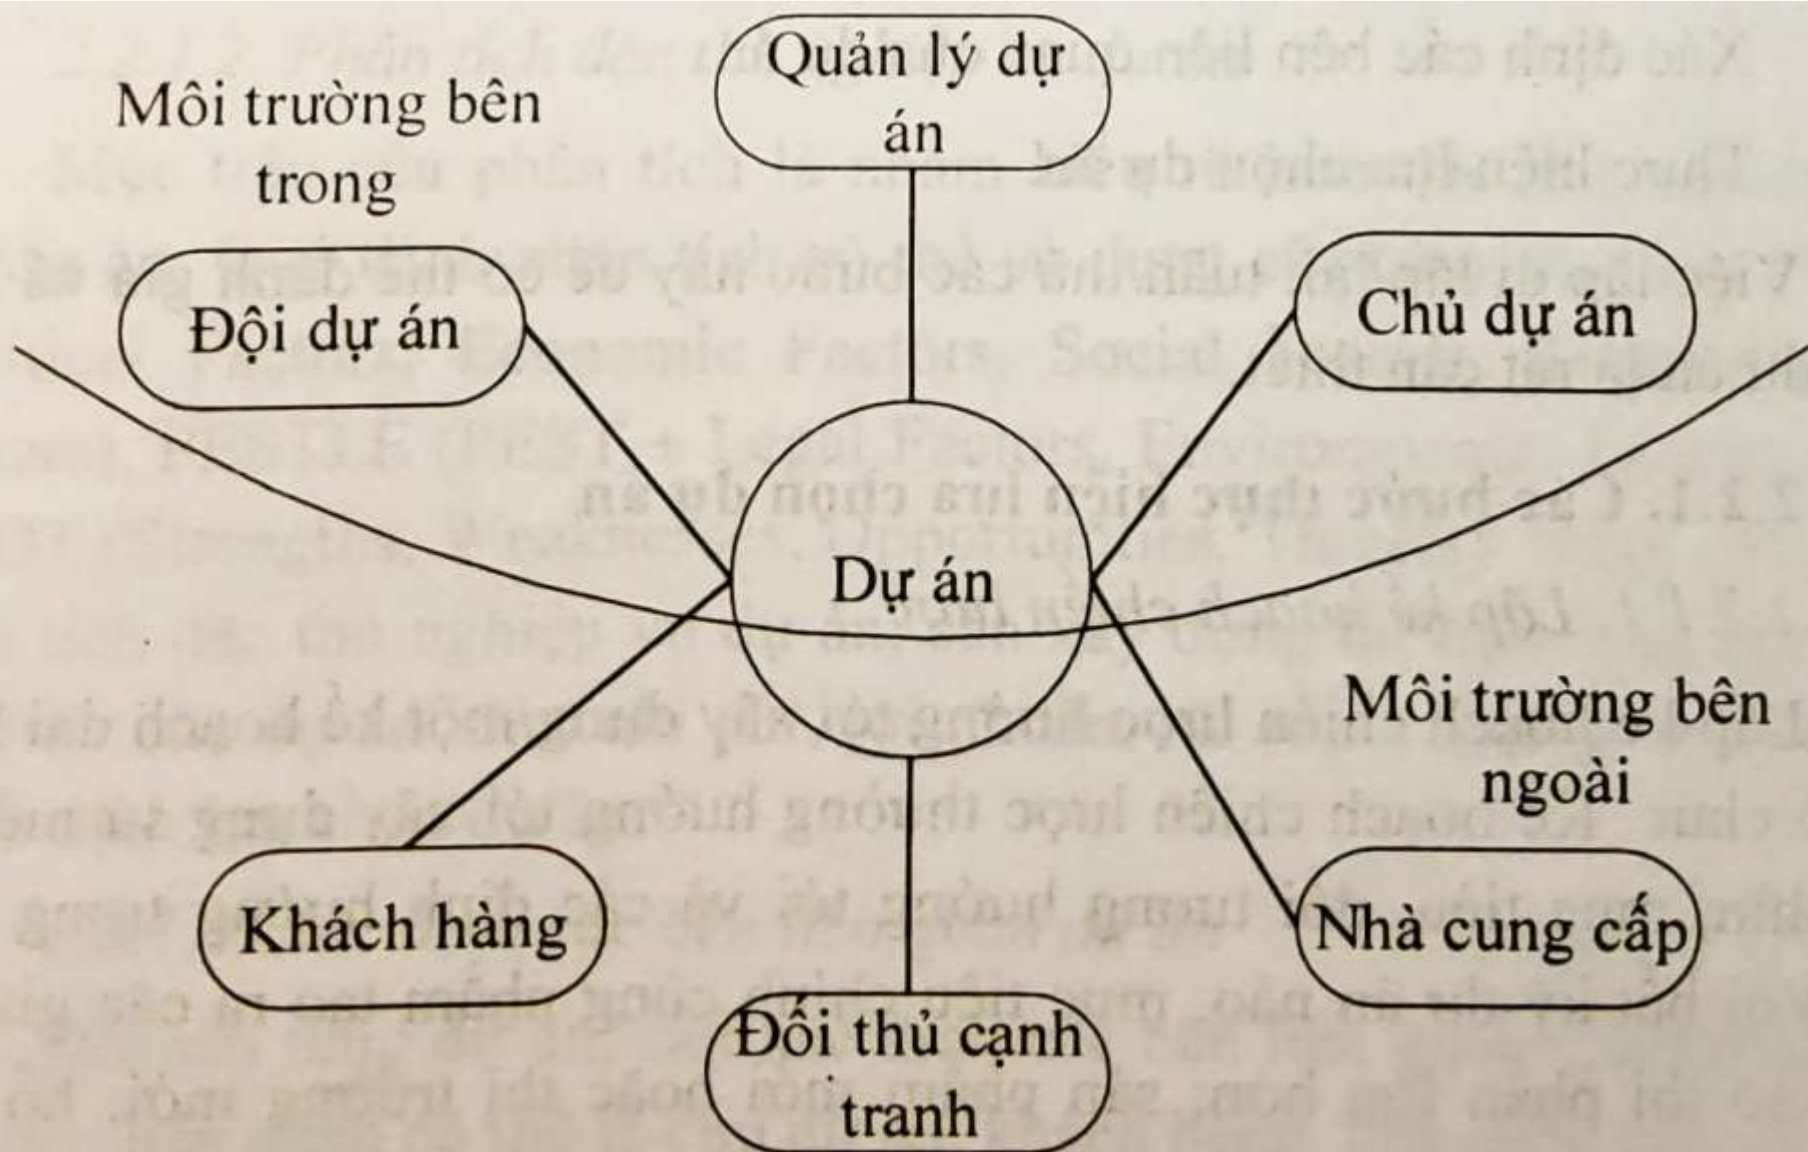 Quản lý dự
án
Môi trường bên
trong
Đội dự án
Chủ dự án
Dự án
Môi trường bên
ngoài
Khách hàng
Nhà cung cấp
Đối thủ cạnh
tranh